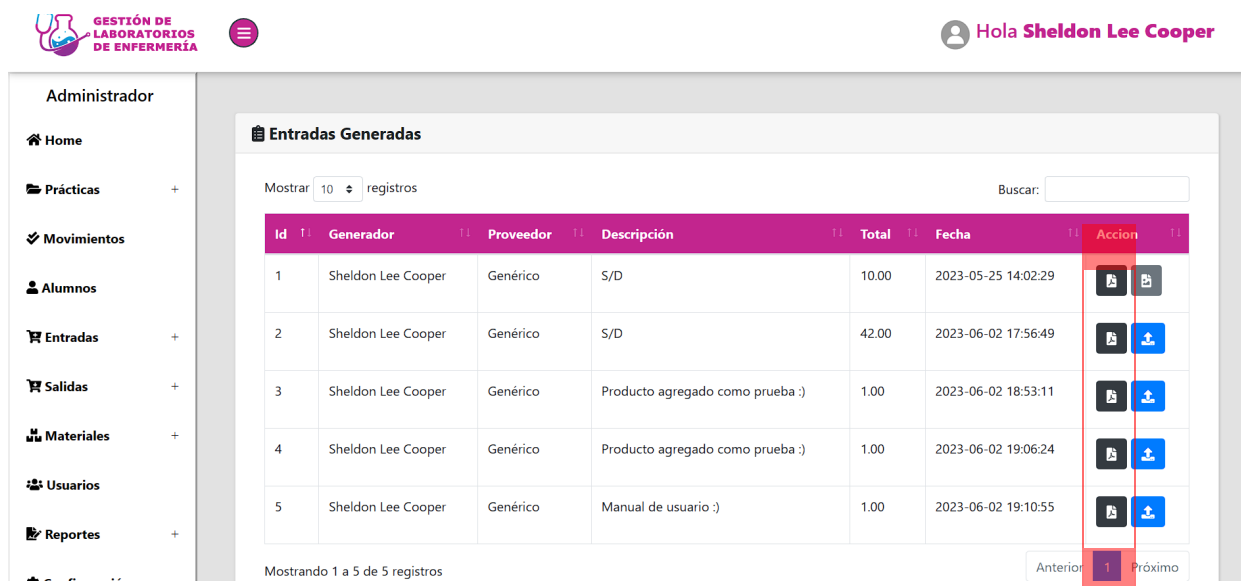 GESTIÓN DE
LABORATORIOS
DE ENFERMERÍA
Hola Sheldon Lee Cooper
Administrador
Home
Prácticas +
Movimientos
Alumnos
Entradas +
Salidas +
Materiales +
Usuarios
Reportes +
Entradas Generadas
Mostrar 10 registros
Buscar:
Id Generador Proveedor Descripción Total Fecha Accion
1 Sheldon Lee Cooper Genérico S/D 10.00 2023-05-25 14:02:29
2 Sheldon Lee Cooper Genérico S/D 42.00 2023-06-02 17:56:49
3 Sheldon Lee Cooper Genérico Producto agregado como prueba :) 1.00 2023-06-02 18:53:11
4 Sheldon Lee Cooper Genérico Producto agregado como prueba :) 1.00 2023-06-02 19:06:24
5 Sheldon Lee Cooper Genérico Manual de usuario :) 1.00 2023-06-02 19:10:55
Mostrando 1 a 5 de 5 registros
Anterior 1 Próximo